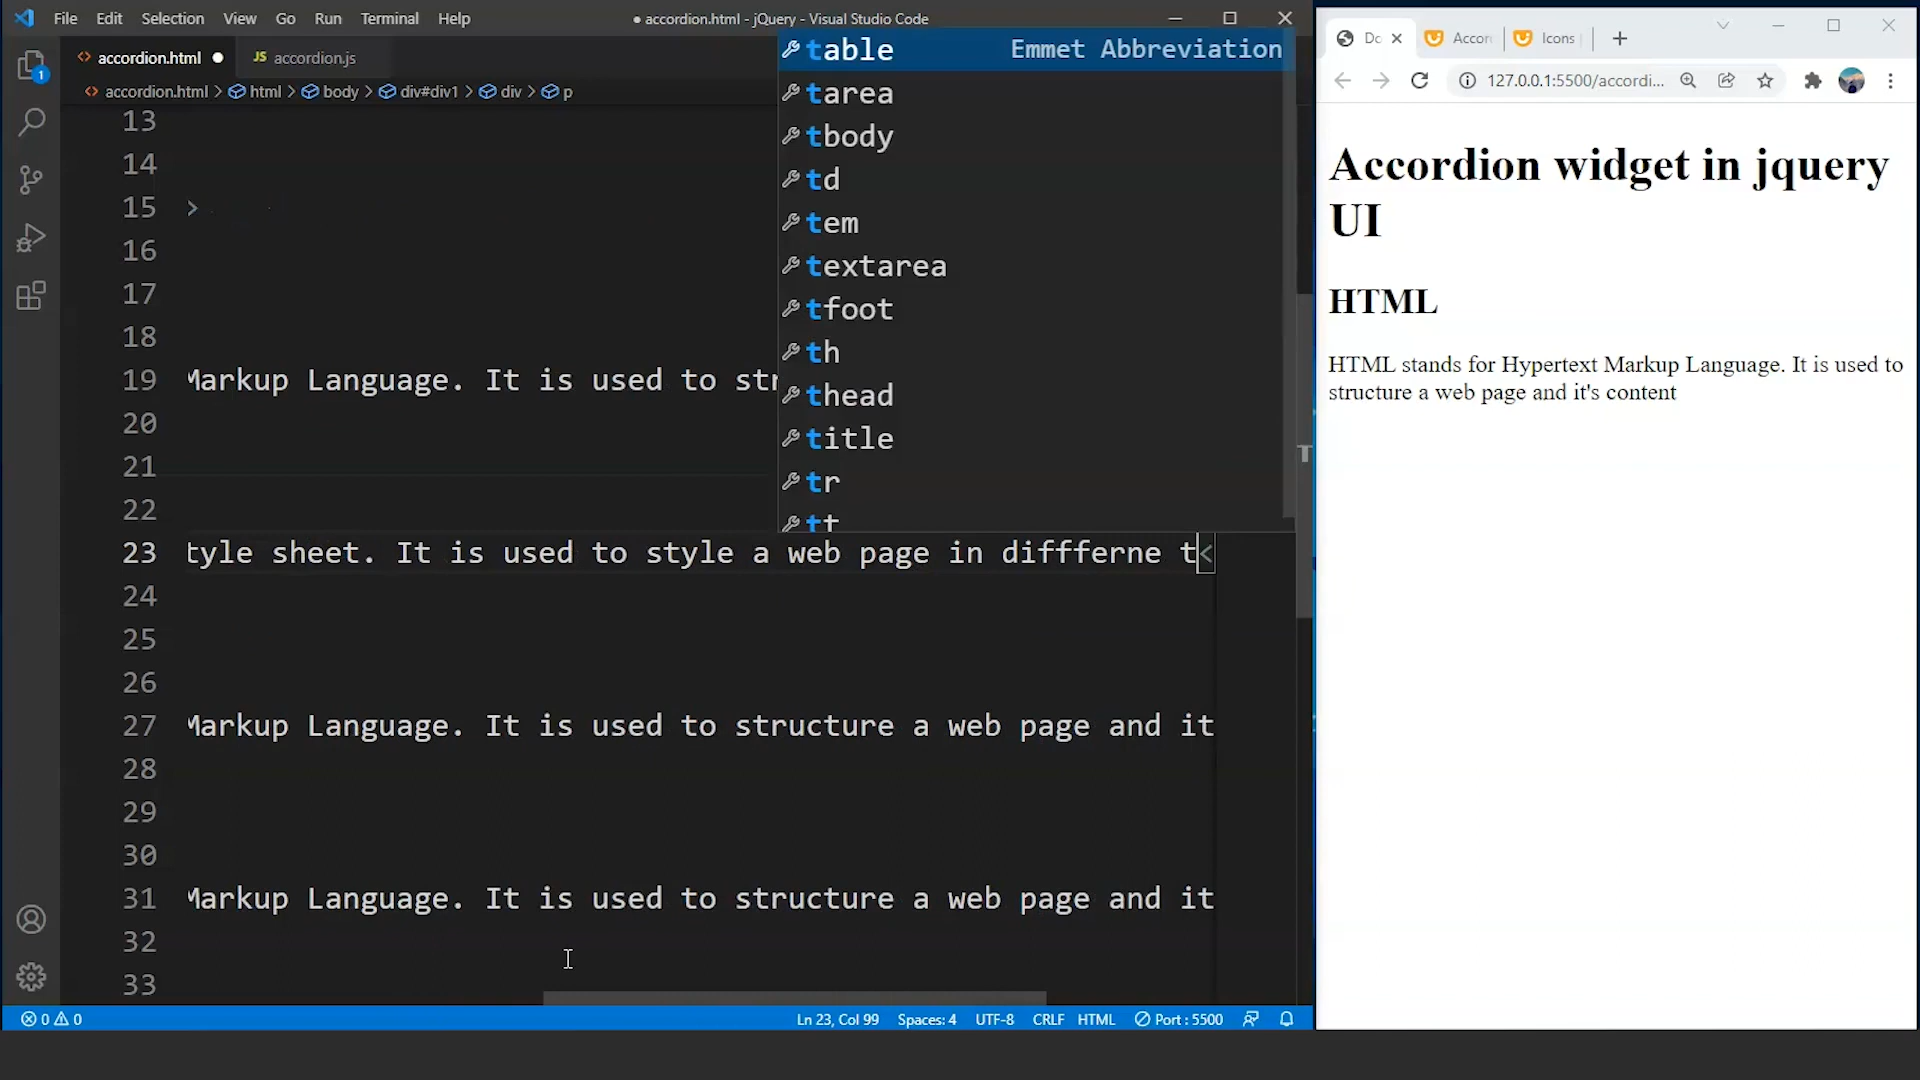 File Edit Selection View Go Run Terminal Help
● accordion.html - jQuery - Visual Studio Code
accordion.html ●
JS accordion.js
accordion.html > html > body > div#div1 > div > p
table Emmet Abbreviation
tarea
tbody
td
tem
textarea
tfoot
th
thead
title
tr
tt
13
14
15 >
16
17
18
19 Markup Language. It is used to str
20
21
22
23 tyle sheet. It is used to style a web page in diffferne t<
24
25
26
27 Markup Language. It is used to structure a web page and it
28
29
30
31 Markup Language. It is used to structure a web page and it
32
33
1
0 0
Ln 23, Col 99 Spaces: 4 UTF-8 CRLF HTML Port : 5500
Do
Accor
Icons
127.0.0.1:5500/accordi...
Accordion widget in jquery
UI
HTML
HTML stands for Hypertext Markup Language. It is used to
structure a web page and it's content